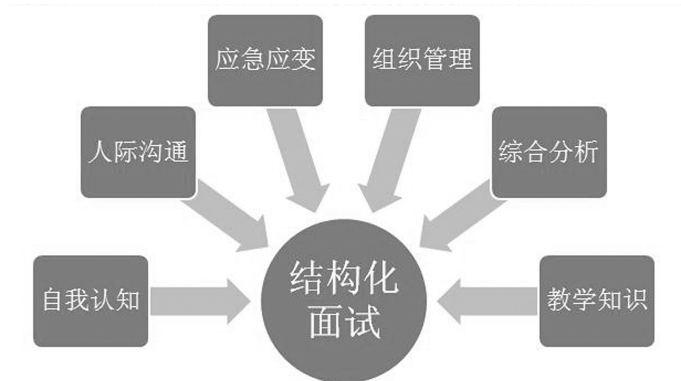 应急应变
组织管理
人际沟通
综合分析
自我认知
结构化
面试
教学知识